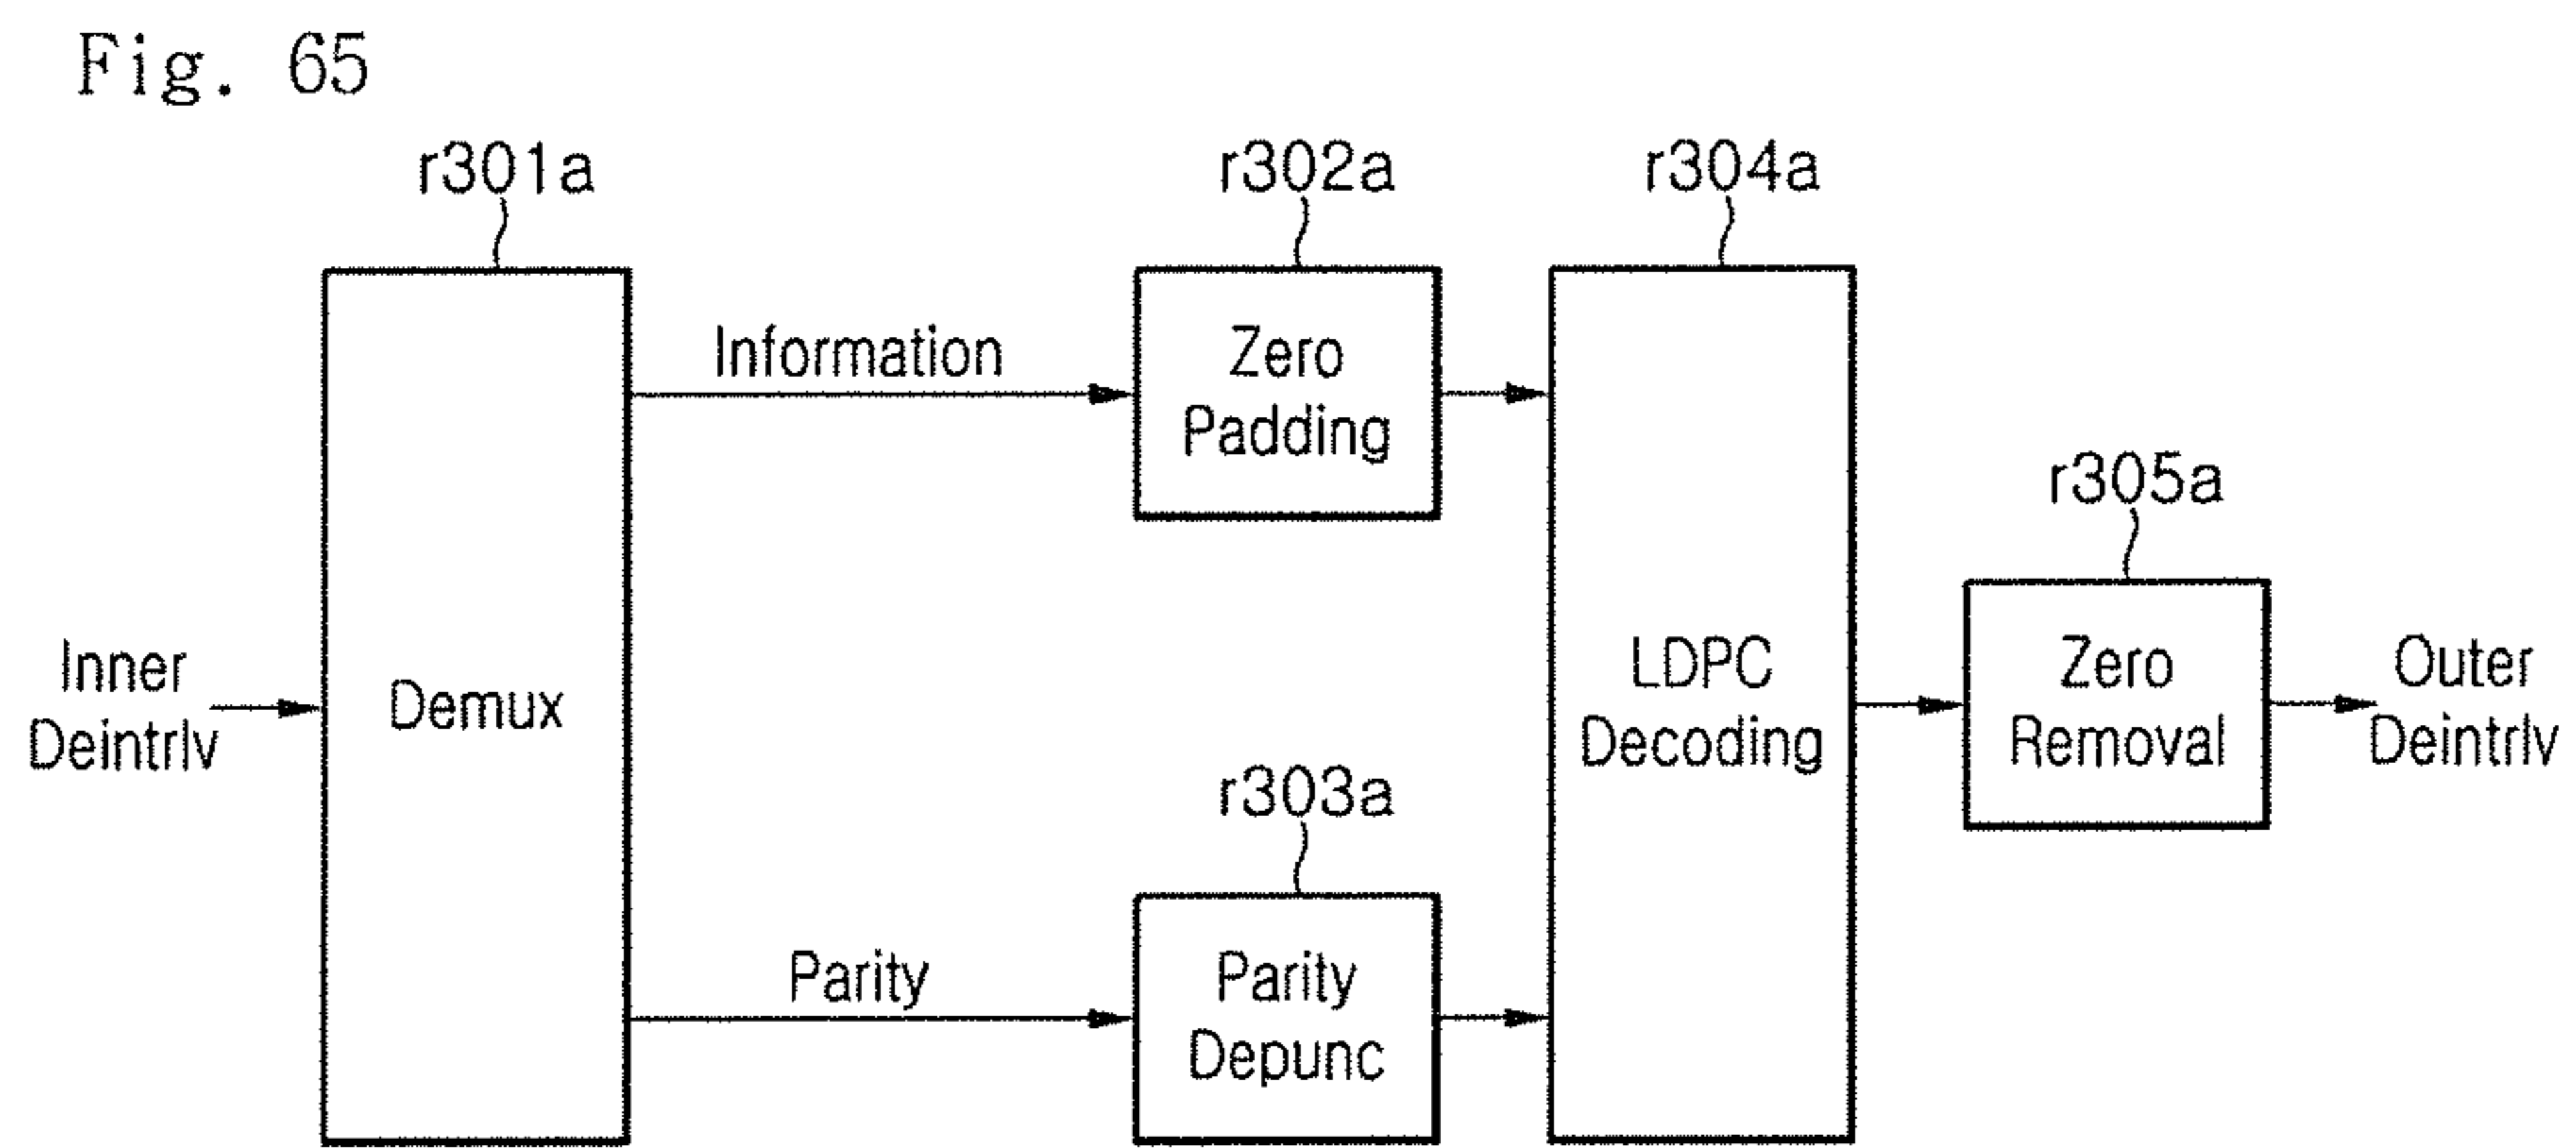 Fig. 65
r301a
r302a
r304a
Information
Zero
Padding
r305a
Inner
Deintrlv
Demux
LDPC
Decoding
Zero
Removal
Outer
Deintrlv
r303a
Parity
Parity
Depunc